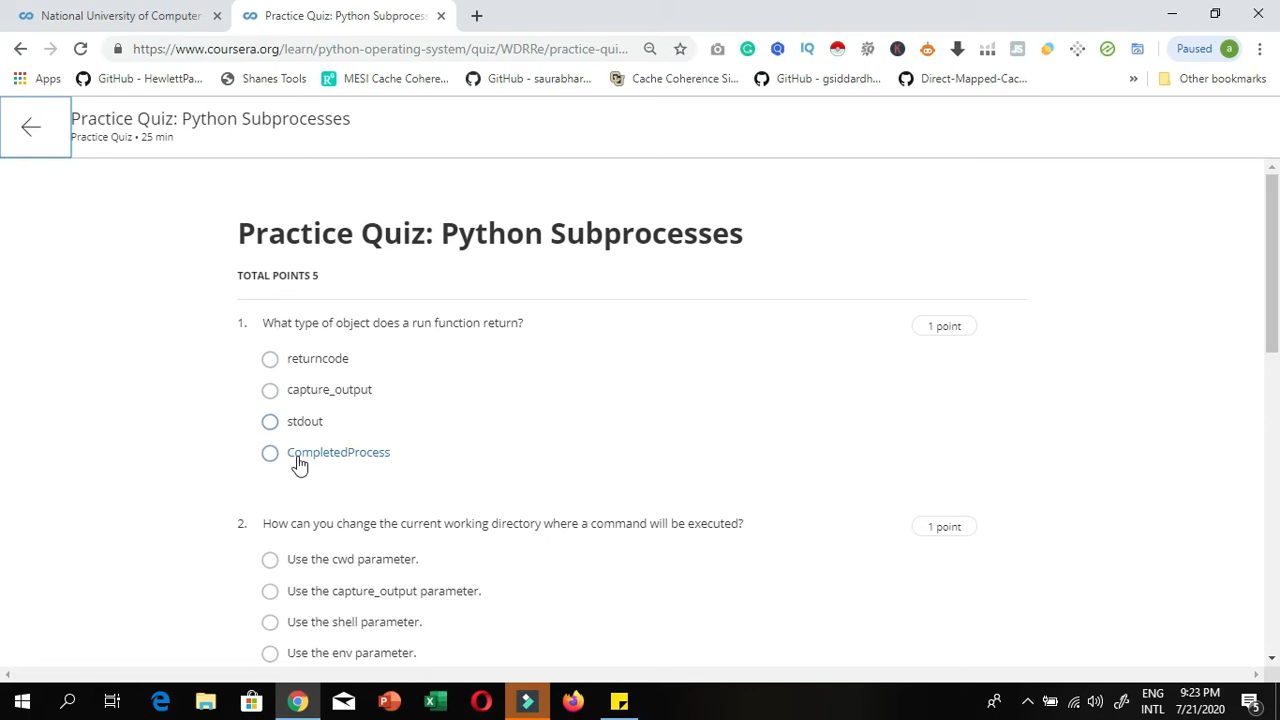 National University of Computer
Practice Quiz: Python Subprocess
https://www.coursera.org/learn/python-operating-system/quiz/WDRRe/practice-qui...
Paused
a
Apps
GitHub - HewlettPa...
Shanes Tools
MESI Cache Cohere...
GitHub - saurabhar...
Cache Coherence Si...
GitHub - gsiddardh...
Direct-Mapped-Cac...
Other bookmarks
Practice Quiz: Python Subprocesses
Practice Quiz • 25 min
Practice Quiz: Python Subprocesses
TOTAL POINTS 5
1. What type of object does a run function return?
1 point
returncode
capture_output
stdout
CompletedProcess
2. How can you change the current working directory where a command will be executed?
1 point
Use the cwd parameter.
Use the capture_output parameter.
Use the shell parameter.
Use the env parameter.
ENG
INTL
9:23 PM
7/21/2020
5